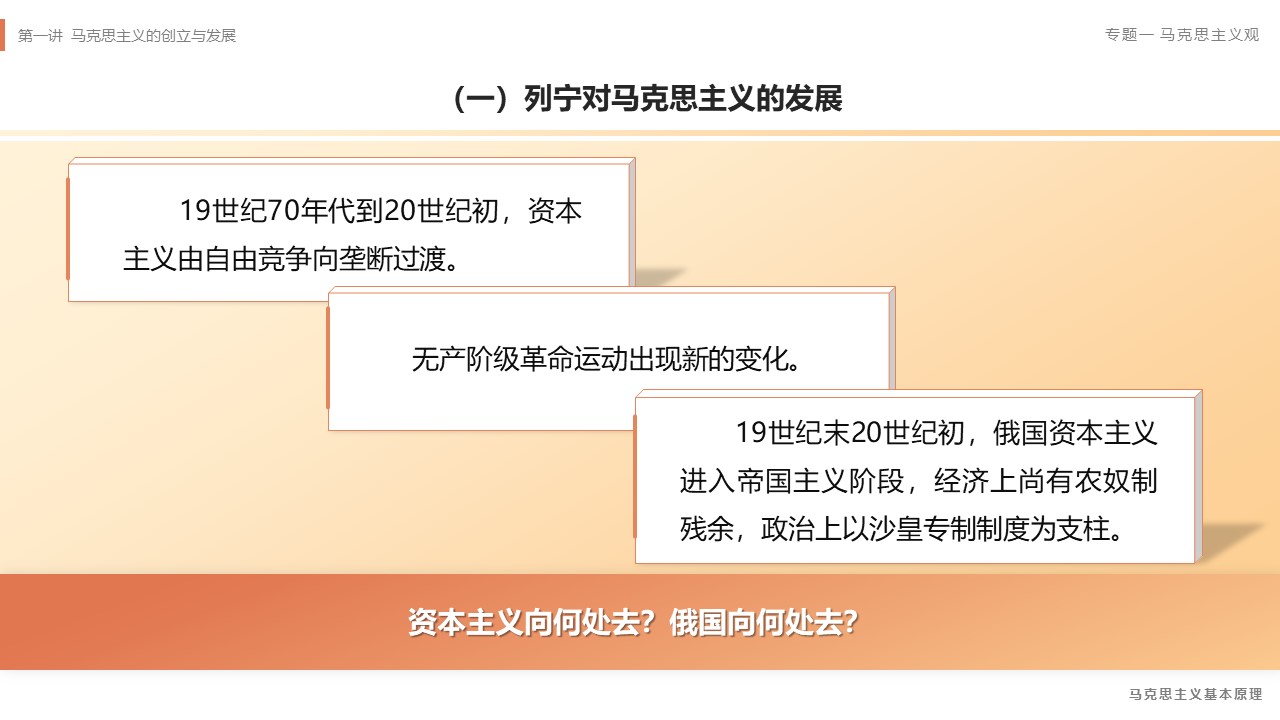 第一讲 马克思主义的创立与发展
专题一 马克思主义观
（一）列宁对马克思主义的发展
19世纪70年代到20世纪初，资本
主义由自由竞争向垄断过渡。
无产阶级革命运动出现新的变化。
19世纪末20世纪初，俄国资本主义
进入帝国主义阶段，经济上尚有农奴制
残余，政治上以沙皇专制制度为支柱。
资本主义向何处去？俄国向何处去？
马克思主义基本原理